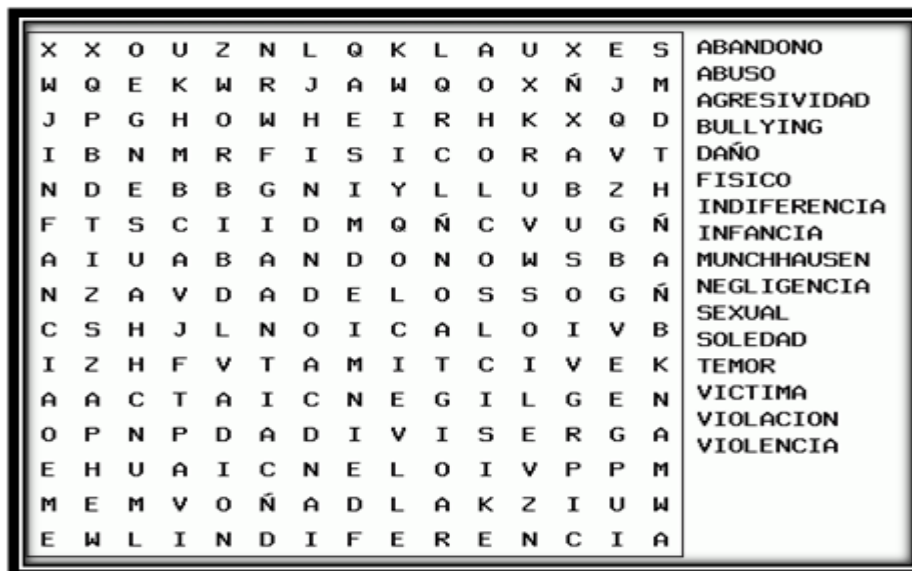 X X O U Z N L Q K L A U X E S
W Q E K W R J A W Q O X Ñ J M
J P G H O W H E I R H K X Q D
I B N M R F I S I C O R A V T
N D E B B G N I Y L L U B Z H
F T S C I I D M Q Ñ C V U G Ñ
A I U A B A N D O N O W S B A
N Z A V D A D E L O S S O G Ñ
C S H J L N O I C A L O I V B
I Z H F V T A M I T C I V E K
A A C T A I C N E G I L G E N
O P N P D A D I V I S E R G A
E H U A I C N E L O I V P P M
M E M V O Ñ A D L A K Z I U W
E W L I N D I F E R E N C I A
ABANDONO
ABUSO
AGRESIVIDAD
BULLYING
DAÑO
FISICO
INDIFERENCIA
INFANCIA
MUNCHHAUSEN
NEGLIGENCIA
SEXUAL
SOLEDAD
TEMOR
VICTIMA
VIOLACION
VIOLENCIA